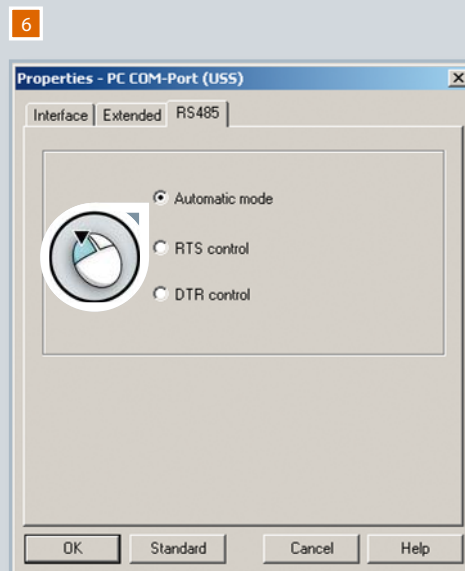 6
Properties - PC COM-Port (USS)
Interface Extended RS485
Automatic mode
RTS control
DTR control
OK Standard Cancel Help